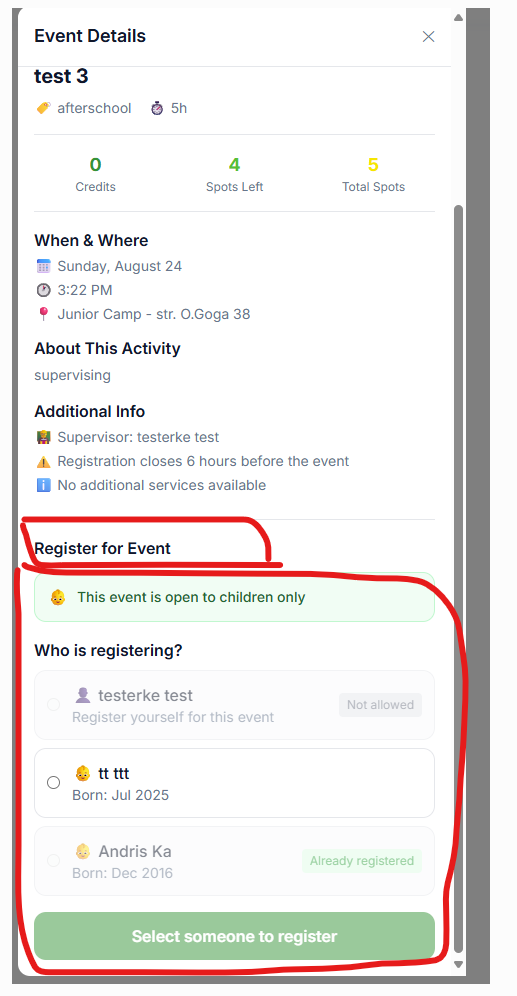 Event Details
test 3
afterschool 5h
0 4 5
Credits Spots Left Total Spots
When & Where
Sunday, August 24
3:22 PM
Junior Camp - str. O.Goga 38
About This Activity
supervising
Additional Info
Supervisor: testerke test
Registration closes 6 hours before the event
No additional services available
Register for Event
This event is open to children only
Who is registering?
testerke test
Register yourself for this event
Not allowed
tt ttt
Born: Jul 2025
Andris Ka
Born: Dec 2016
Already registered
Select someone to register